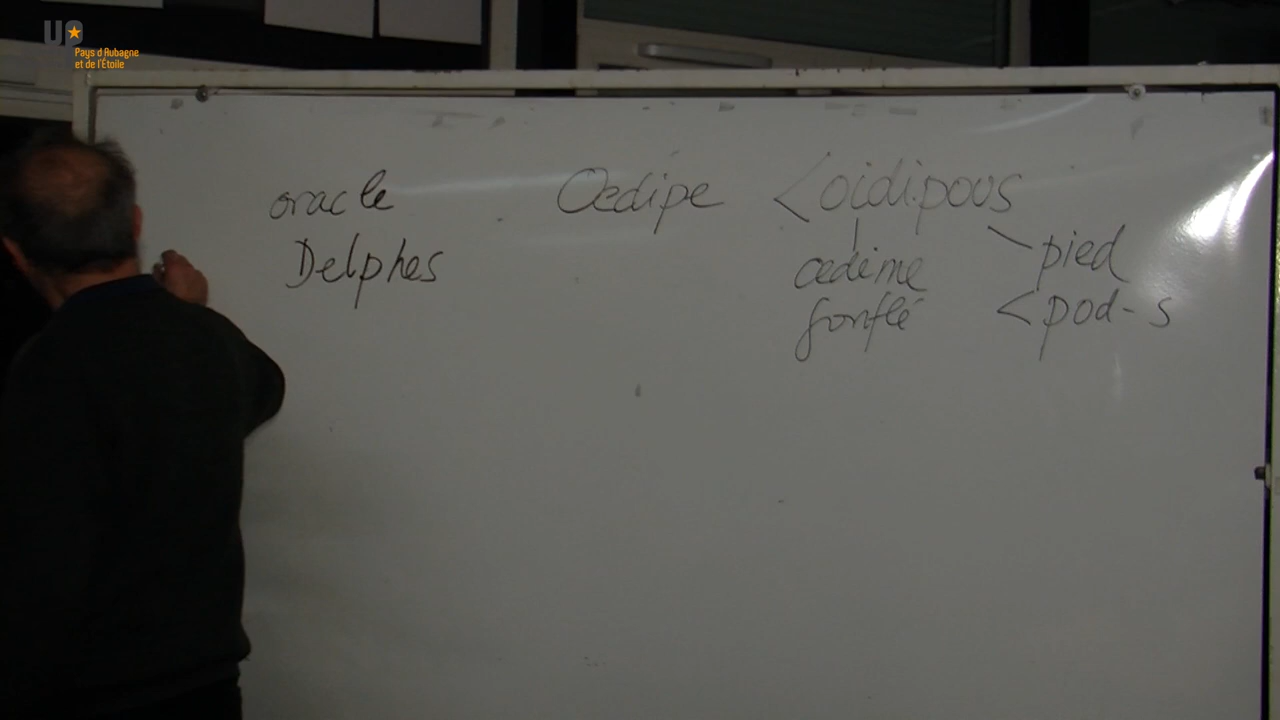 UP
Pays d'Aubagne
et de l'Étoile
oracle
Delphes
Oedipe < oidipous
oedème
gonflé
pied
< pod-s